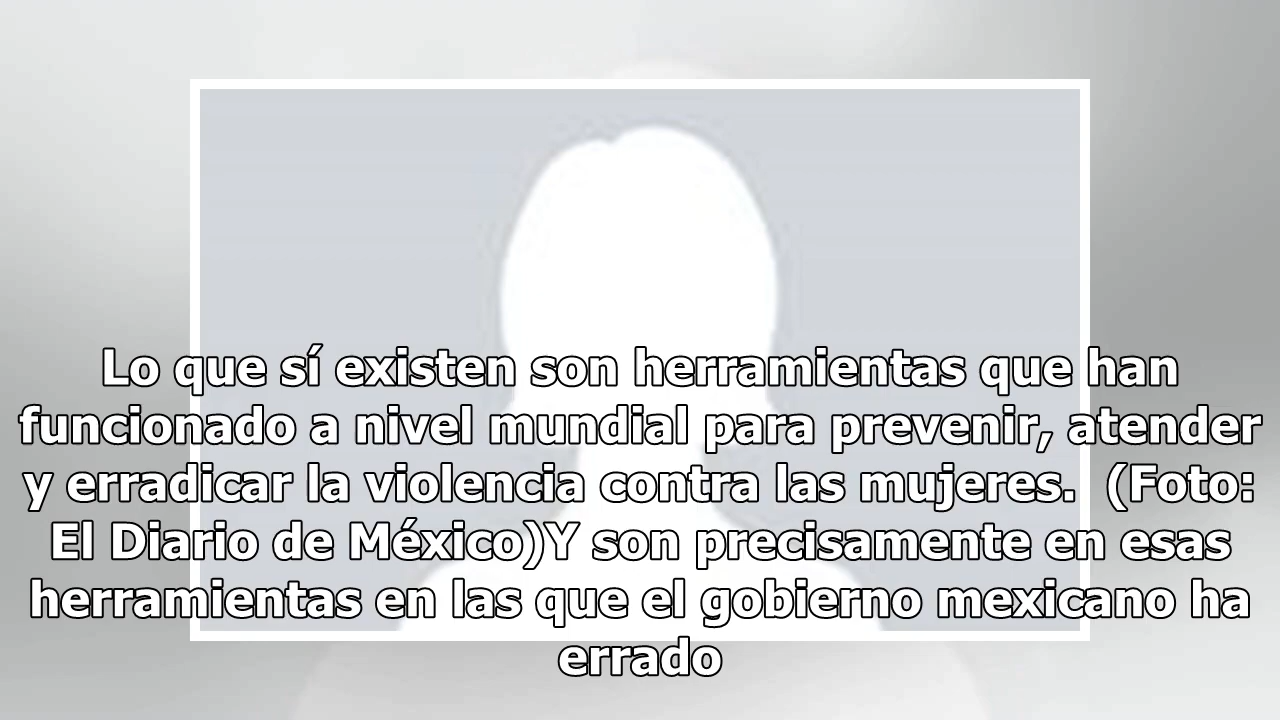 Lo que sí existen son herramientas que han
funcionado a nivel mundial para prevenir, atender
y erradicar la violencia contra las mujeres.  (Foto:
El Diario de México)Y son precisamente en esas
herramientas en las que el gobierno mexicano ha
errado